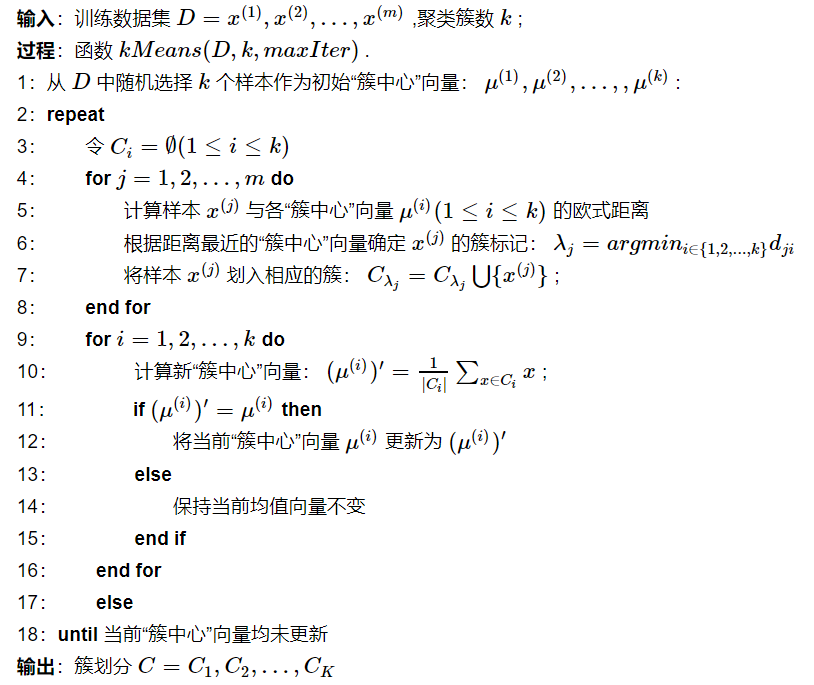 输入：训练数据集 $D = x^{(1)}, x^{(2)}, \ldots, x^{(m)}$ ,聚类簇数 $k$ ;
过程：函数 $kMeans(D, k, maxIter)$ .
1：从 $D$ 中随机选择 $k$ 个样本作为初始“簇中心”向量： $\mu^{(1)}, \mu^{(2)}, \ldots, , \mu^{(k)}$ :
2：repeat
3： 令 $C_i = \emptyset (1 \leq i \leq k)$
4： for $j = 1, 2, \ldots, m$ do
5： 计算样本 $x^{(j)}$ 与各“簇中心”向量 $\mu^{(i)} (1 \leq i \leq k)$ 的欧式距离
6： 根据距离最近的“簇中心”向量确定 $x^{(j)}$ 的簇标记： $\lambda_j = argmin_{i \in \{1,2,\ldots,k\}} d_{ji}$
7： 将样本 $x^{(j)}$ 划入相应的簇： $C_{\lambda_j} = C_{\lambda_j} \bigcup \{x^{(j)}\}$ ;
8： end for
9： for $i = 1, 2, \ldots, k$ do
10： 计算新“簇中心”向量： $(\mu^{(i)})\prime = \frac{1}{|C_i|} \sum_{x \in C_i} x$ ;
11： if $(\mu^{(i)})\prime = \mu^{(i)}$ then
12： 将当前“簇中心”向量 $\mu^{(i)}$ 更新为 $(\mu^{(i)})\prime$
13： else
14： 保持当前均值向量不变
15： end if
16： end for
17： else
18：until 当前“簇中心”向量均未更新
输出：簇划分 $C = C_1, C_2, \ldots, C_K$